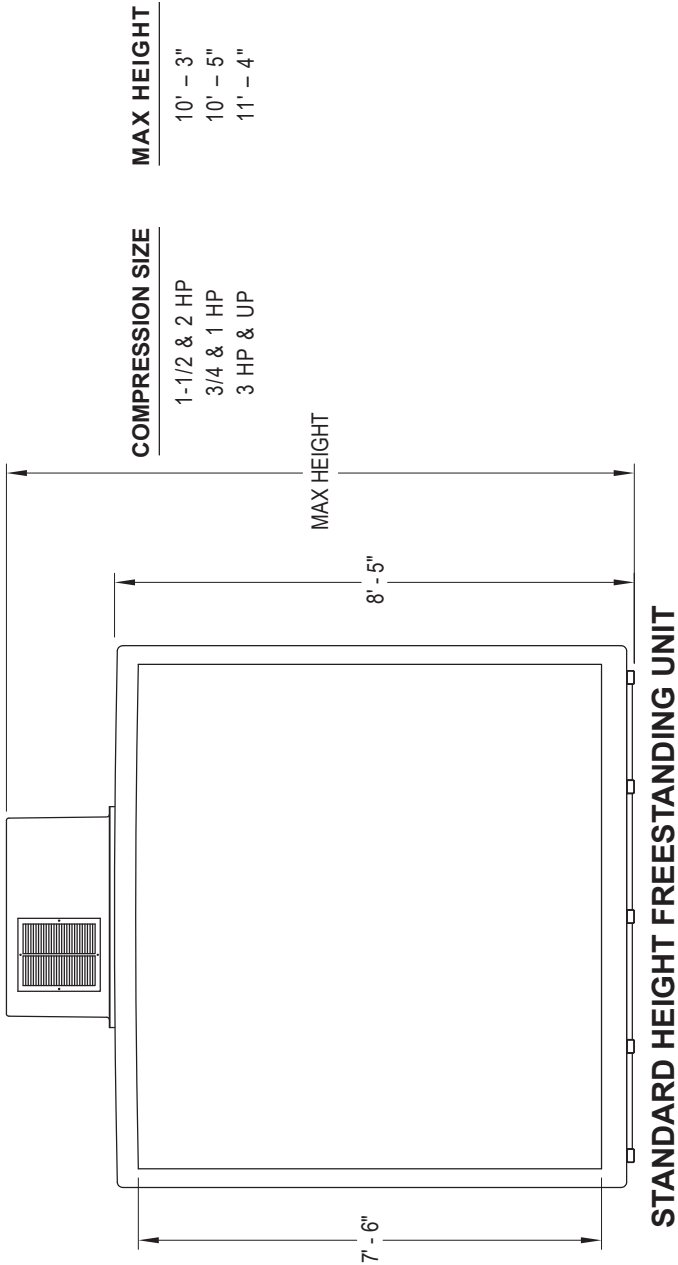 COMPRESSION SIZE MAX HEIGHT
1-1/2 & 2 HP 10' – 3"
3/4 & 1 HP 10' – 5"
3 HP & UP 11' – 4"
MAX HEIGHT
8' - 5"
7' - 6"
STANDARD HEIGHT FREESTANDING UNIT